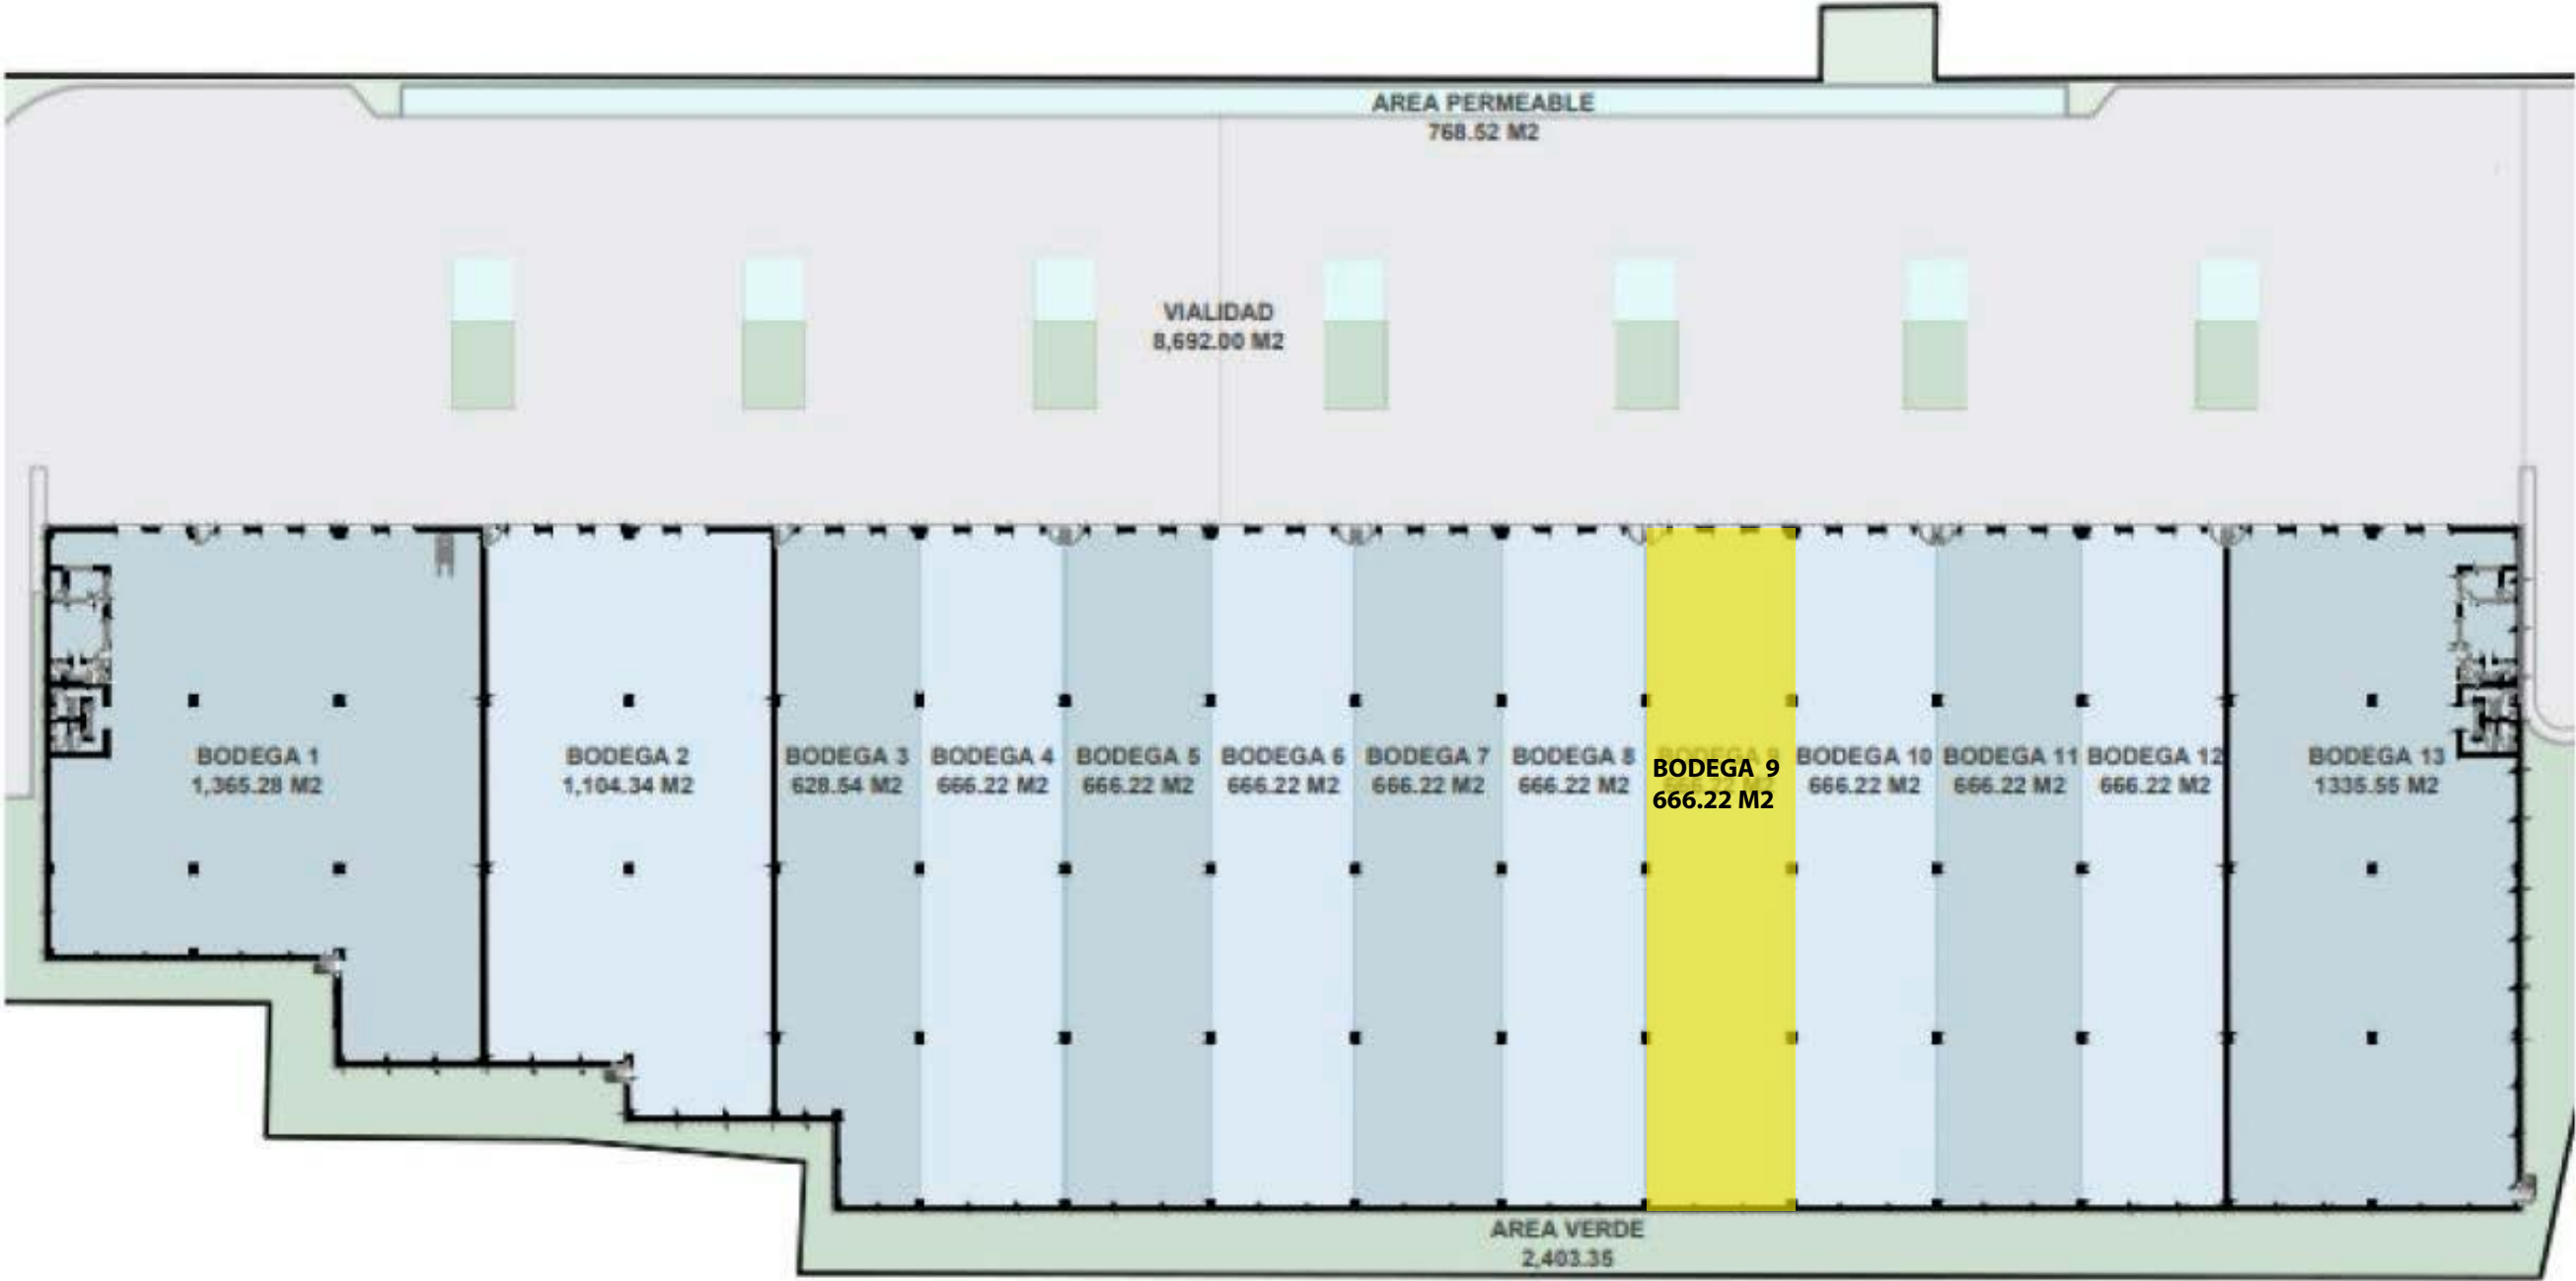 AREA PERMEABLE
768.52 M2
VIALIDAD
8,692.00 M2
BODEGA 1
1,365.28 M2
BODEGA 2
1,104.34 M2
BODEGA 3
628.54 M2
BODEGA 4
666.22 M2
BODEGA 5
666.22 M2
BODEGA 6
666.22 M2
BODEGA 7
666.22 M2
BODEGA 8
666.22 M2
BODEGA 9
666.22 M2
BODEGA 10
666.22 M2
BODEGA 11
666.22 M2
BODEGA 12
666.22 M2
BODEGA 13
1335.55 M2
AREA VERDE
2,403.35